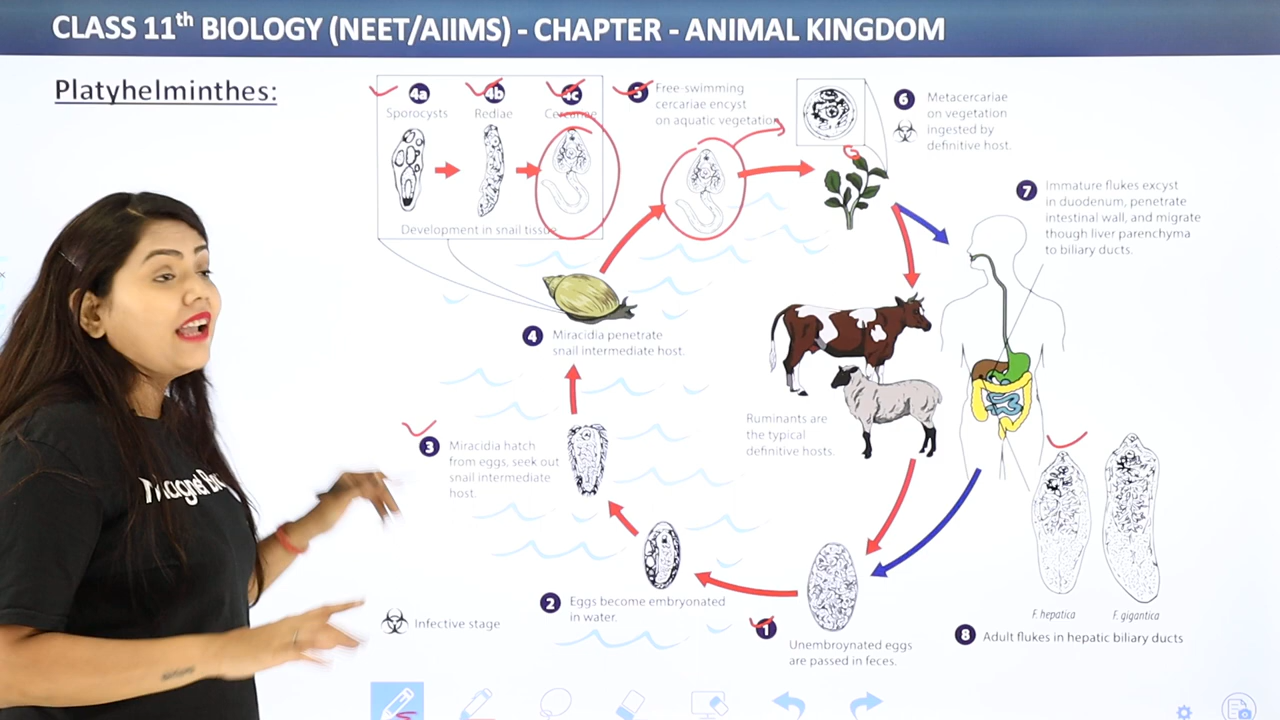 CLASS 11th BIOLOGY (NEET/AIIMS) - CHAPTER - ANIMAL KINGDOM
Platyhelminthes:
4a
4b
4c
Sporocysts
Rediae
Cercariae
Development in snail tissue
5
Free-swimming
cercariae encyst
on aquatic vegetation
6
Metacercariae
on vegetation
ingested by
definitive host.
7
Immature flukes excyst
in duodenum, penetrate
intestinal wall, and migrate
though liver parenchyma
to biliary ducts.
4
Miracidia penetrate
snail intermediate host.
3
Miracidia hatch
from eggs, seek out
snail intermediate
host.
Ruminants are
the typical
definitive hosts.
2
Eggs become embryonated
in water.
1
Unembroynated eggs
are passed in feces.
F. hepatica
F. gigantica
8
Adult flukes in hepatic biliary ducts
Infective stage